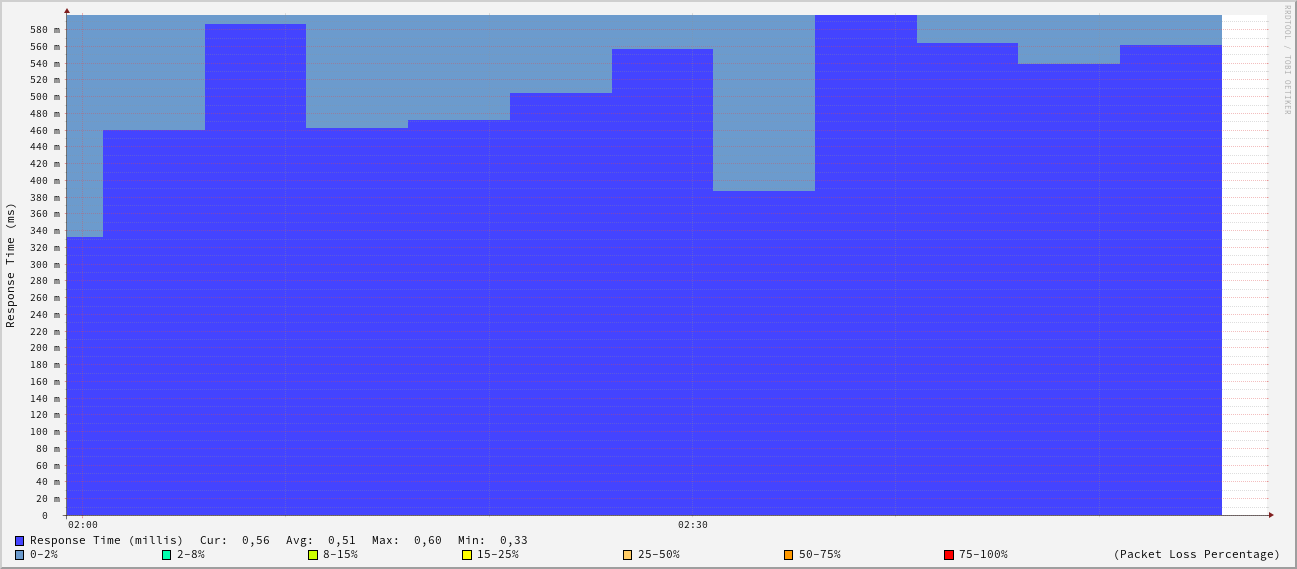 RRDTOOL / TOBI OETIKER
Response Time (ms)
580 m
560 m
540 m
520 m
500 m
480 m
460 m
440 m
420 m
400 m
380 m
360 m
340 m
320 m
300 m
280 m
260 m
240 m
220 m
200 m
180 m
160 m
140 m
120 m
100 m
80 m
60 m
40 m
20 m
0
02:00 02:30
Response Time (millis) Cur: 0,56 Avg: 0,51 Max: 0,60 Min: 0,33
0-2% 2-8% 8-15% 15-25% 25-50% 50-75% 75-100% (Packet Loss Percentage)